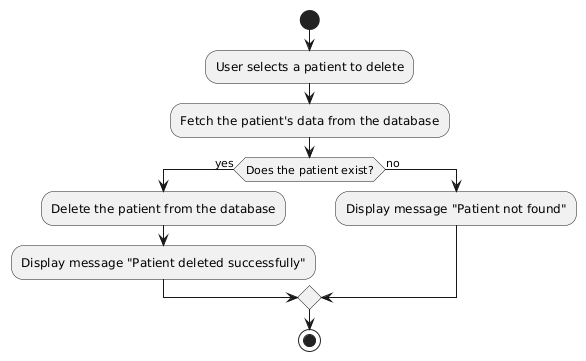 User selects a patient to delete
Fetch the patient's data from the database
yes
Does the patient exist?
no
Delete the patient from the database
Display message "Patient not found"
Display message "Patient deleted successfully"